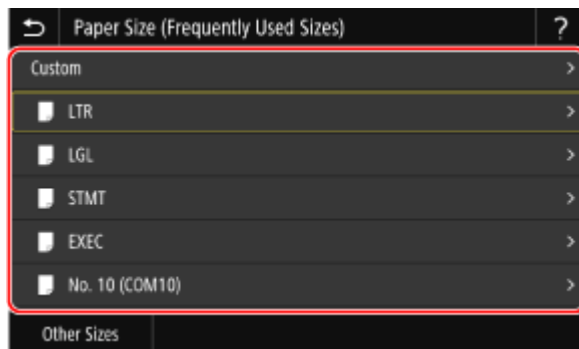 Paper Size (Frequently Used Sizes) ?
Custom
LTR
LGL
STMT
EXEC
No. 10 (COM10)
Other Sizes